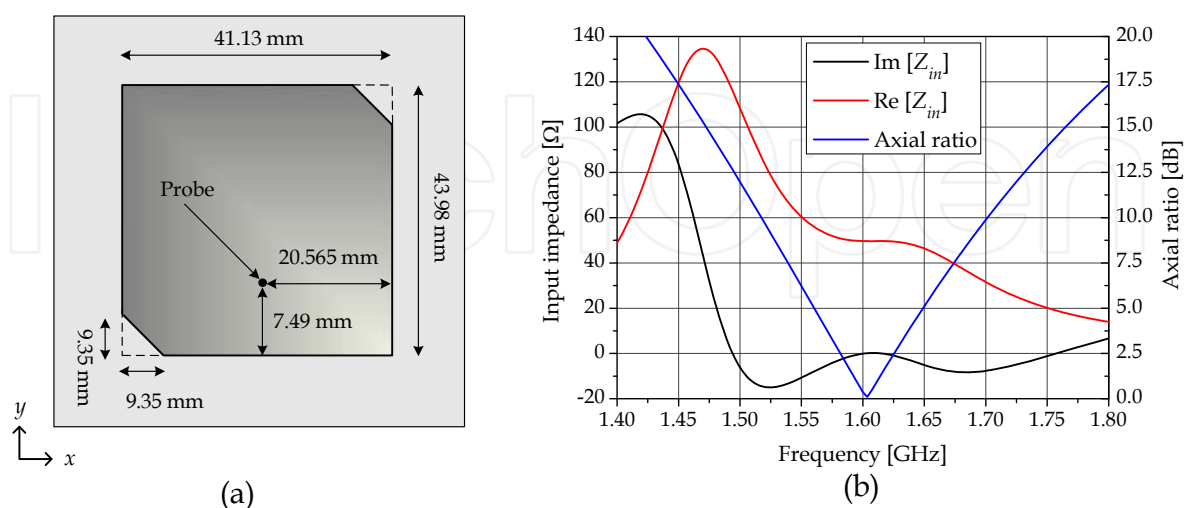 41.13 mm
43.98 mm
Probe
20.565 mm
7.49 mm
9.35 mm
9.35 mm
y
x
(a)
Im [Zin]
Re [Zin]
Axial ratio
Input impedance [Ω]
140
120
100
80
60
40
20
0
-20
20.0
17.5
15.0
12.5
10.0
7.5
5.0
2.5
0.0
Axial ratio [dB]
1.40 1.45 1.50 1.55 1.60 1.65 1.70 1.75 1.80
Frequency [GHz]
(b)